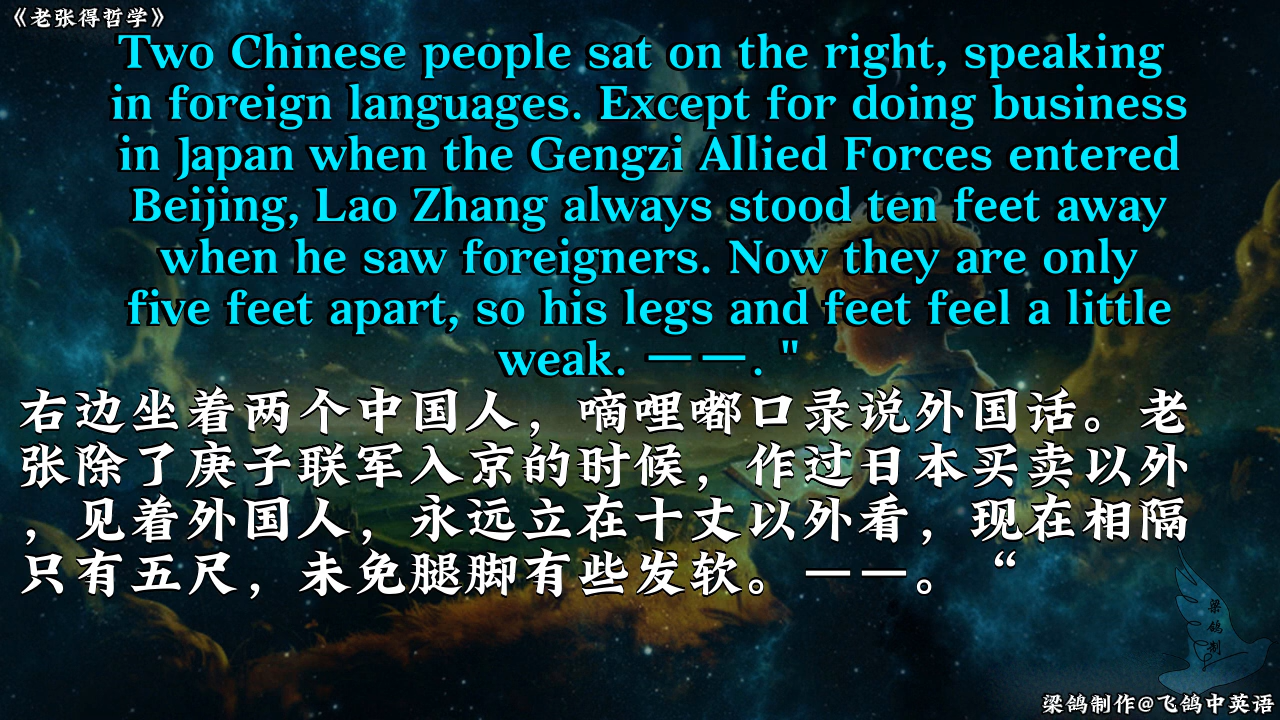 《老张得哲学》
Two Chinese people sat on the right, speaking
in foreign languages. Except for doing business
in Japan when the Gengzi Allied Forces entered
Beijing, Lao Zhang always stood ten feet away
when he saw foreigners. Now they are only
five feet apart, so his legs and feet feel a little
weak. ——. "
右边坐着两个中国人，嘀哩嘟口录说外国话。老
张除了庚子联军入京的时候，作过日本买卖以外
，见着外国人，永远立在十丈以外看，现在相隔
只有五尺，未免腿脚有些发软。——。“
梁鸽制
梁鸽制作@飞鸽中英语